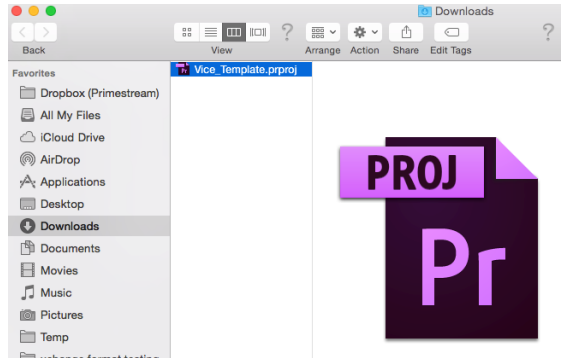 Downloads
?
?
Back
View
Arrange
Action
Share
Edit Tags
Favorites
Dropbox (Primestream)
All My Files
iCloud Drive
AirDrop
Applications
Desktop
Downloads
Documents
Movies
Music
Pictures
Temp
Pr
Vice_Template.prproj
PROJ
Pr